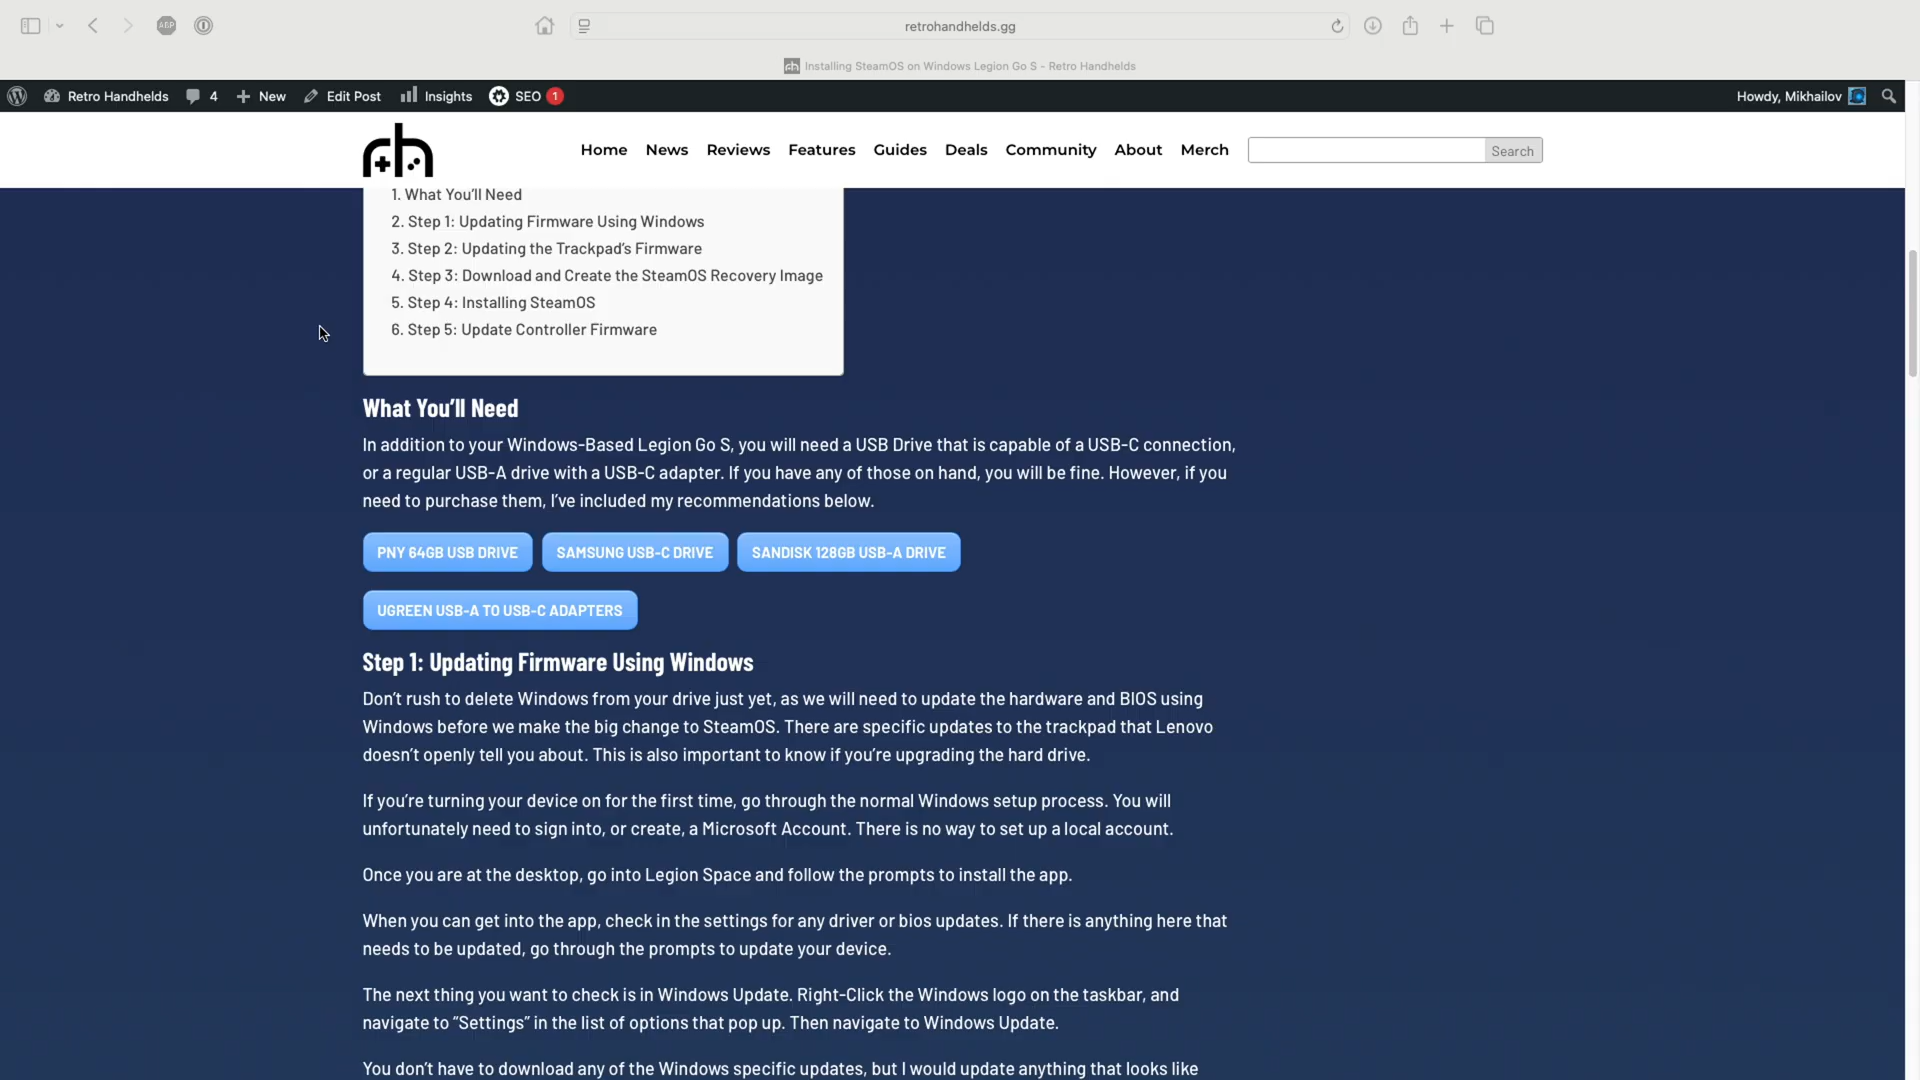 retrohandhelds.gg
Installing SteamOS on Windows Legion Go S - Retro Handhelds
Retro Handhelds 4 New Edit Post Insights SEO 1 Howdy, Mikhailov
Home News Reviews Features Guides Deals Community About Merch Search
1. What You'll Need
2. Step 1: Updating Firmware Using Windows
3. Step 2: Updating the Trackpad's Firmware
4. Step 3: Download and Create the SteamOS Recovery Image
5. Step 4: Installing SteamOS
6. Step 5: Update Controller Firmware
What You'll Need
In addition to your Windows-Based Legion Go S, you will need a USB Drive that is capable of a USB-C connection,
or a regular USB-A drive with a USB-C adapter. If you have any of those on hand, you will be fine. However, if you
need to purchase them, I've included my recommendations below.
PNY 64GB USB DRIVE SAMSUNG USB-C DRIVE SANDISK 128GB USB-A DRIVE
UGREEN USB-A TO USB-C ADAPTERS
Step 1: Updating Firmware Using Windows
Don't rush to delete Windows from your drive just yet, as we will need to update the hardware and BIOS using
Windows before we make the big change to SteamOS. There are specific updates to the trackpad that Lenovo
doesn't openly tell you about. This is also important to know if you're upgrading the hard drive.
If you're turning your device on for the first time, go through the normal Windows setup process. You will
unfortunately need to sign into, or create, a Microsoft Account. There is no way to set up a local account.
Once you are at the desktop, go into Legion Space and follow the prompts to install the app.
When you can get into the app, check in the settings for any driver or bios updates. If there is anything here that
needs to be updated, go through the prompts to update your device.
The next thing you want to check is in Windows Update. Right-Click the Windows logo on the taskbar, and
navigate to “Settings” in the list of options that pop up. Then navigate to Windows Update.
You don't have to download any of the Windows specific updates, but I would update anything that looks like